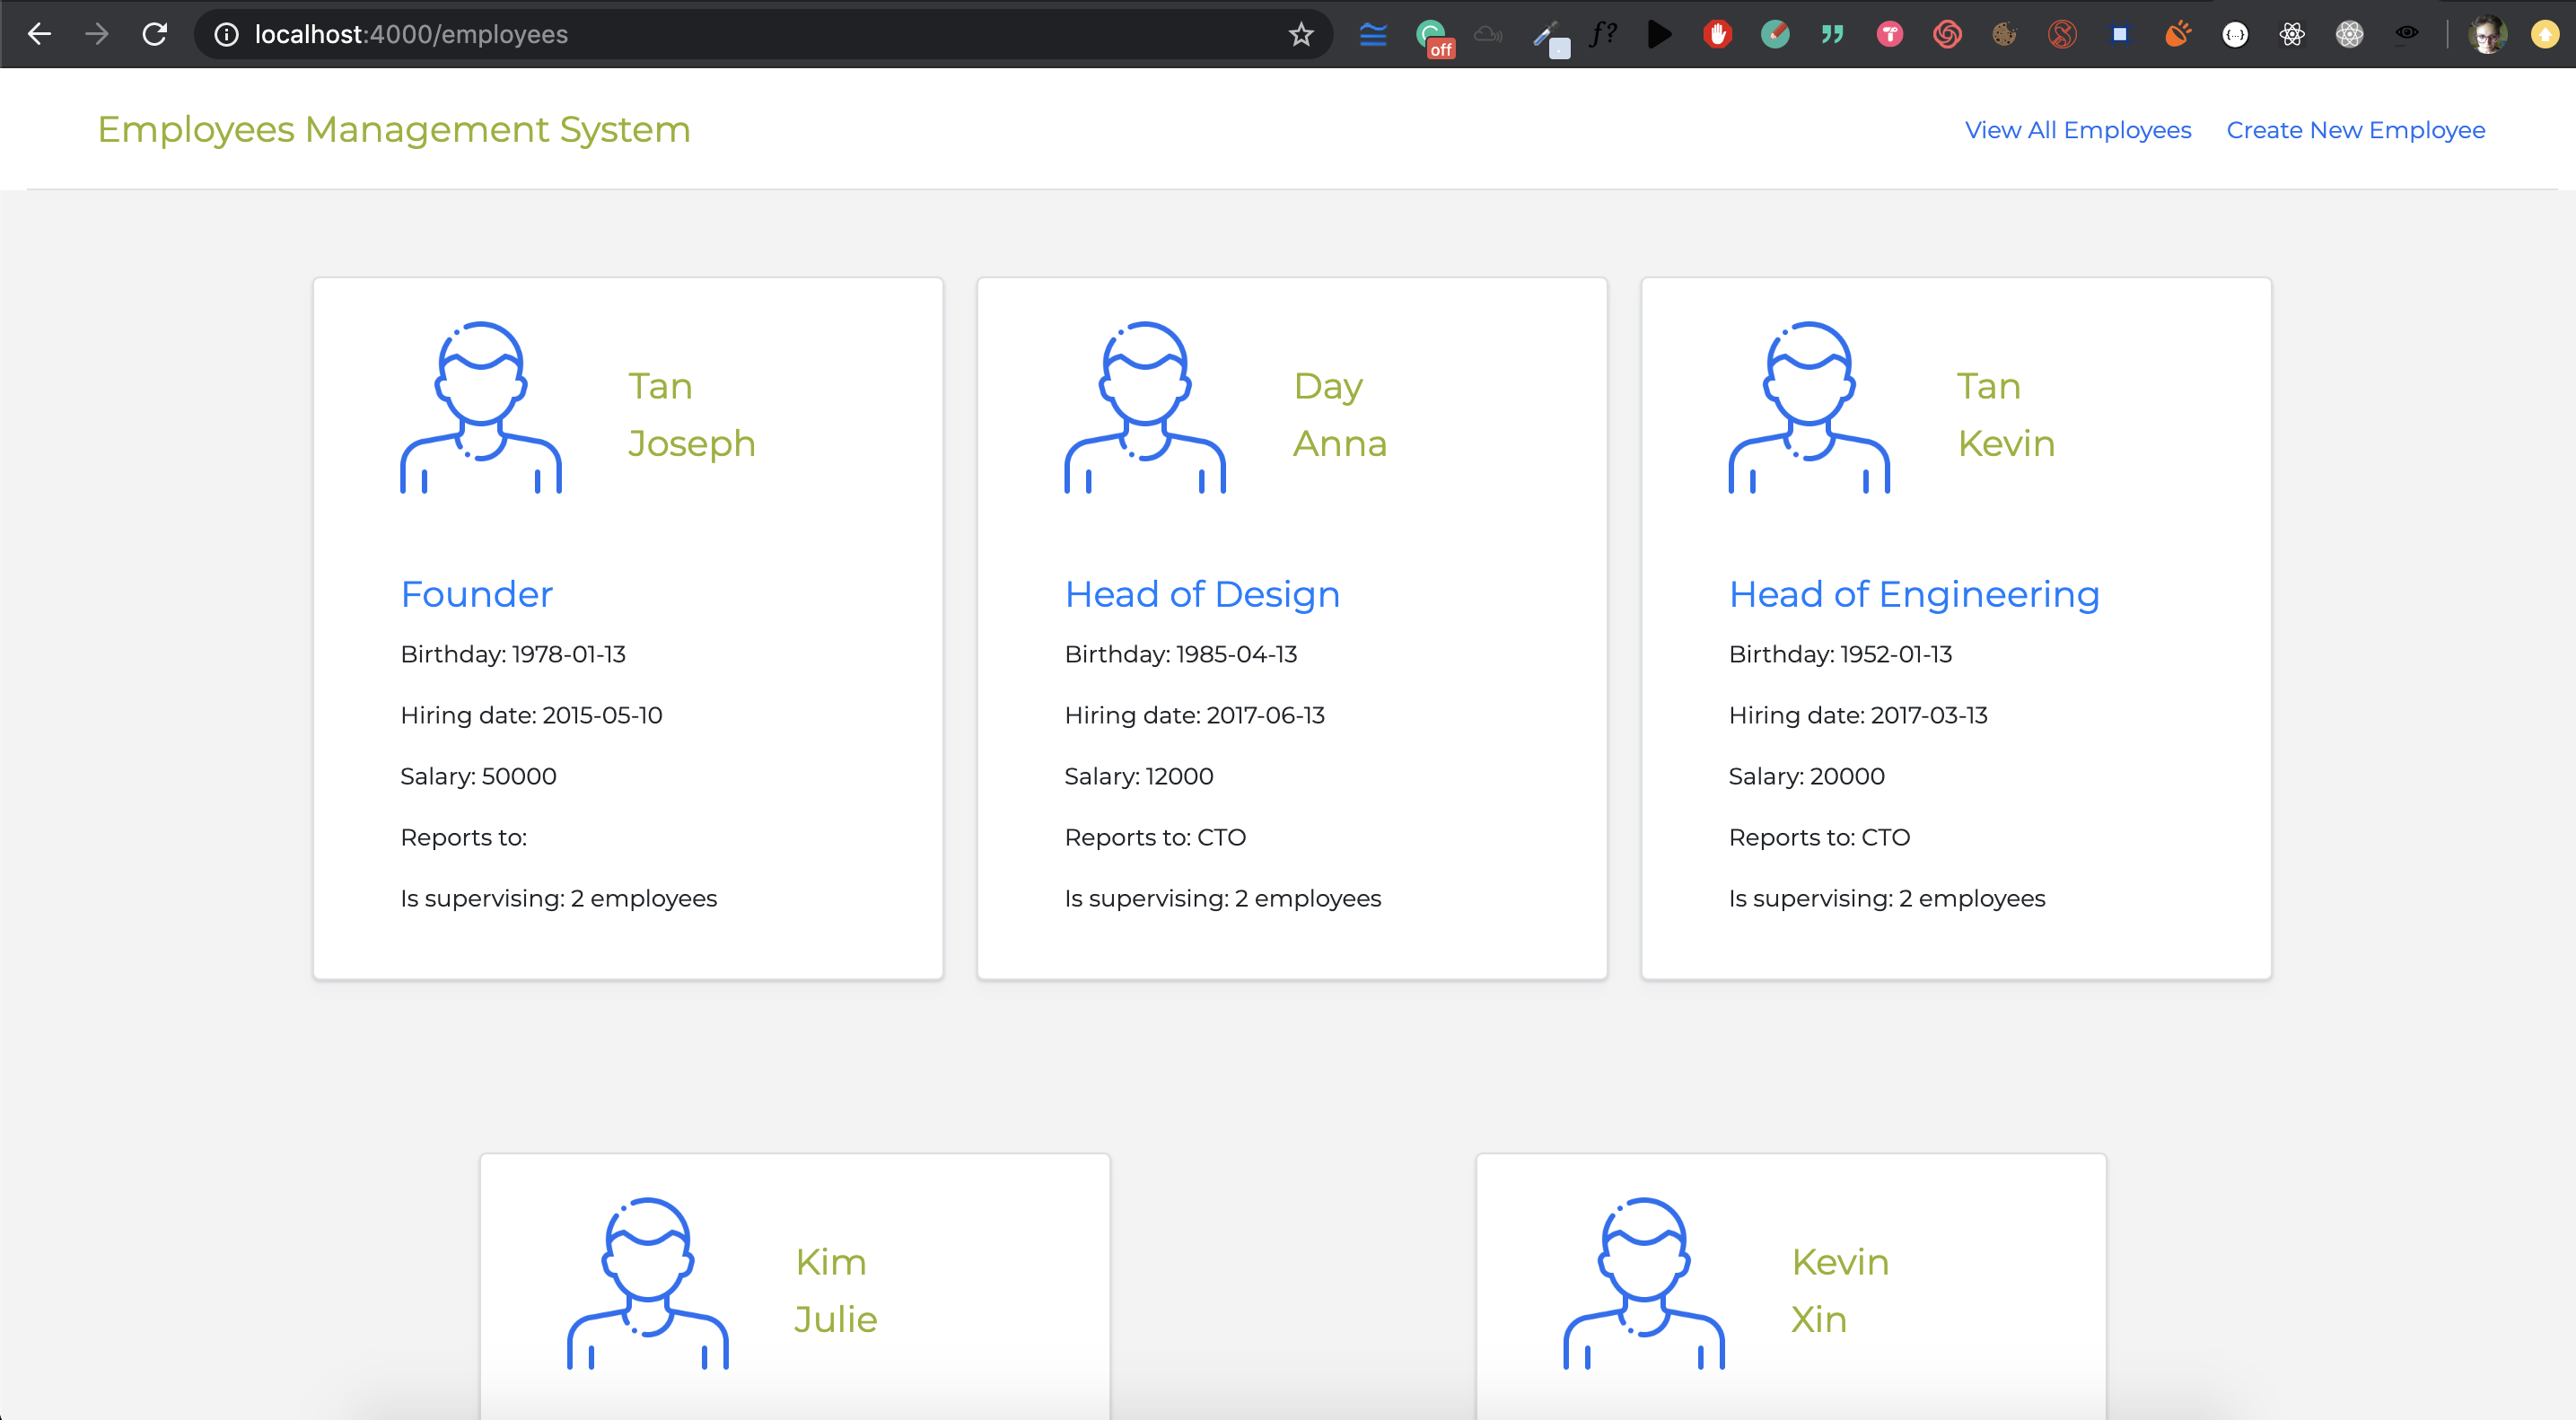 localhost:4000/employees
off
f?
Employees Management System
View All Employees
Create New Employee
Tan
Joseph
Founder
Birthday: 1978-01-13
Hiring date: 2015-05-10
Salary: 50000
Reports to:
Is supervising: 2 employees
Day
Anna
Head of Design
Birthday: 1985-04-13
Hiring date: 2017-06-13
Salary: 12000
Reports to: CTO
Is supervising: 2 employees
Tan
Kevin
Head of Engineering
Birthday: 1952-01-13
Hiring date: 2017-03-13
Salary: 20000
Reports to: CTO
Is supervising: 2 employees
Kim
Julie
Kevin
Xin